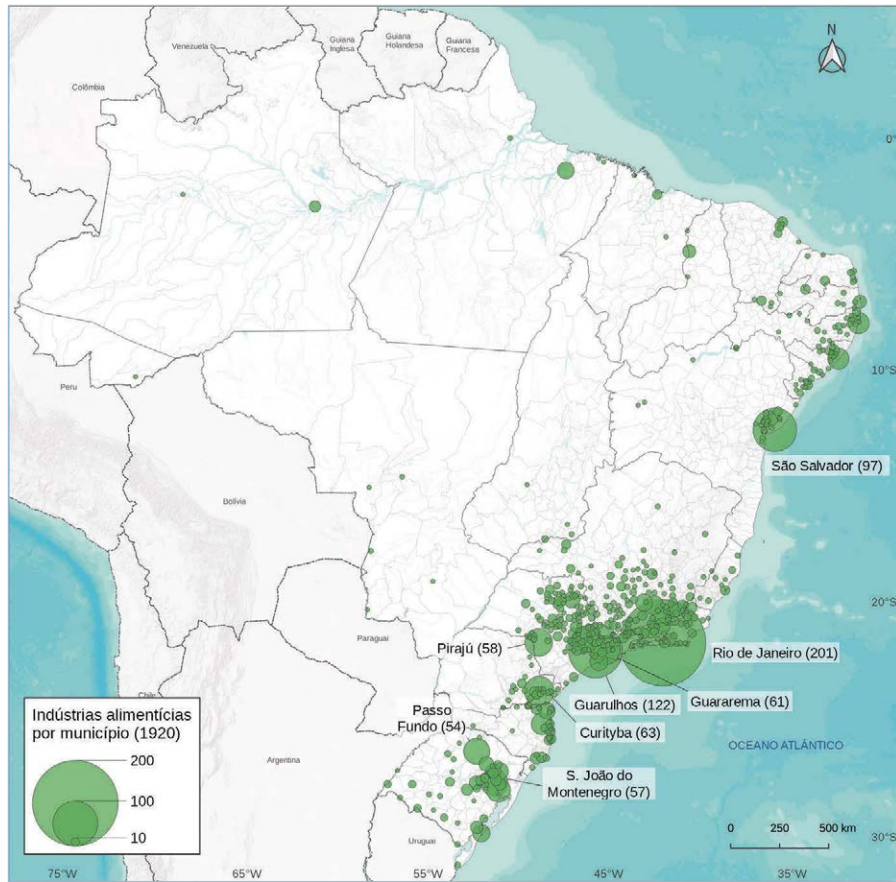 N
Venezuela
Guiana
Inglesa
Guiana
Holandesa
Guiana
Francesa
Colômbia
0°
10°S
Peru
São Salvador (97)
Bolívia
20°S
Paraguai
Pirajú (58)
Rio de Janeiro (201)
Chile
Guarulhos (122)
Guararema (61)
Passo
Fundo (54)
Curityba (63)
Indústrias alimentícias
por município (1920)
200
100
10
Argentina
OCEANO ATLÂNTICO
S. João do
Montenegro (57)
Uruguai
0 250 500 km
30°S
75°W 65°W 55°W 45°W 35°W